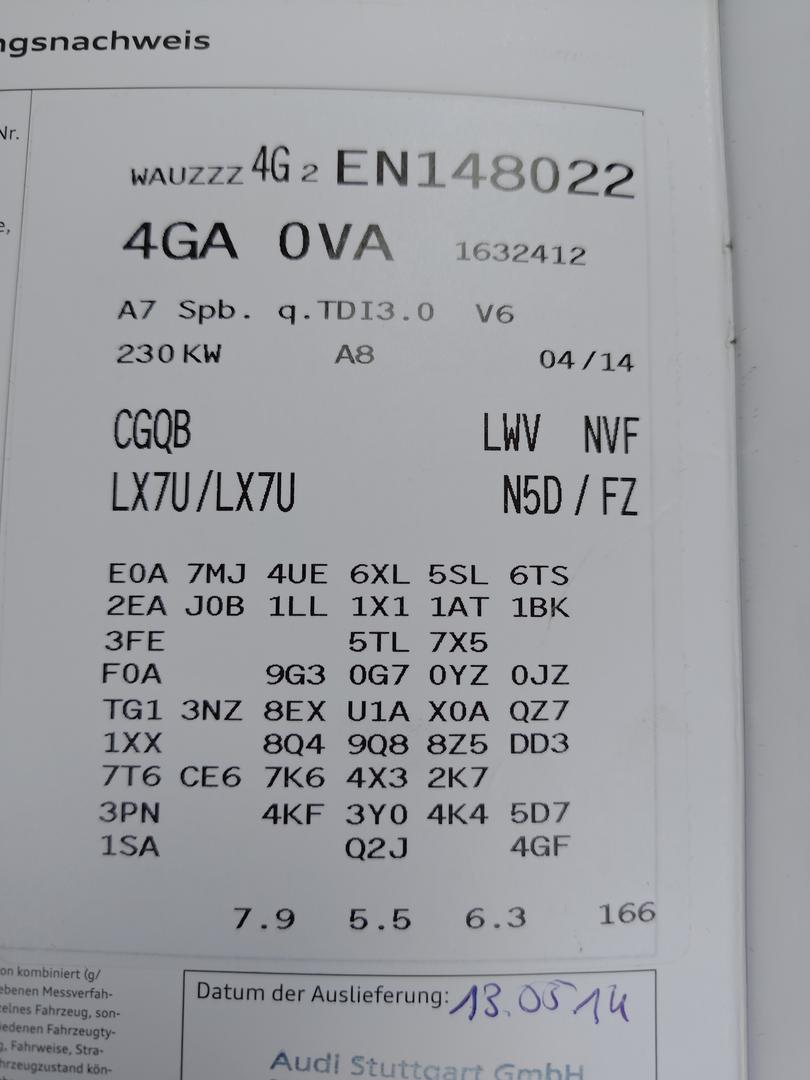 ngsnachweis
Nr.
WAUZZZ 4G 2 EN148022
e,
4GA 0VA 1632412
A7 Spb. q.TDI3.0 V6
230 KW A8 04/14
CGQB LWV NVF
LX7U/LX7U N5D / FZ
E0A 7MJ 4UE 6XL 5SL 6TS
2EA J0B 1LL 1X1 1AT 1BK
3FE 5TL 7X5
F0A 9G3 0G7 0YZ 0JZ
TG1 3NZ 8EX U1A X0A QZ7
1XX 8Q4 9Q8 8Z5 DD3
7T6 CE6 7K6 4X3 2K7
3PN 4KF 3Y0 4K4 5D7
1SA Q2J 4GF
7.9 5.5 6.3 166
on kombiniert (g/
ebenen Messverfah-
zelnes Fahrzeug, son-
iedenen Fahrzeugty-
g, Fahrweise, Stra-
hrzeugzustand kön-
Datum der Auslieferung: 13.05.14
Audi Stuttgart GmbH